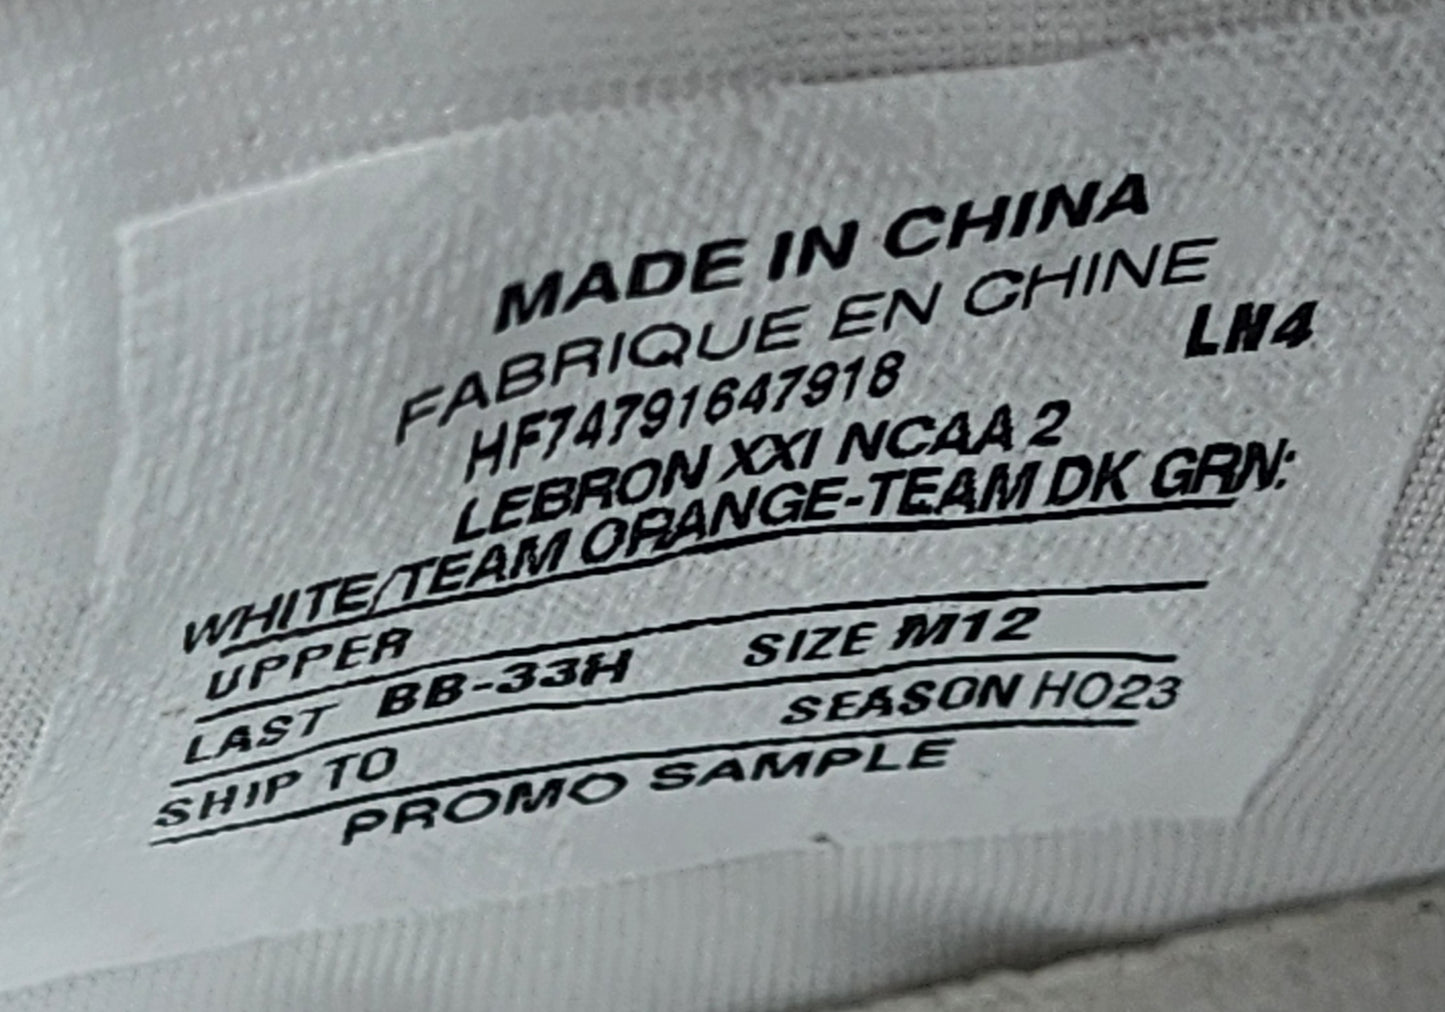 MADE IN CHINA
FABRIQUE EN CHINE
LH4
HF74791647918
LEBRON XXI NCAA 2
WHITE/TEAM ORANGE-TEAM DK GRN:
UPPER
LAST BB-33H SIZE M12
SHIP TO SEASON HO23
PROMO SAMPLE